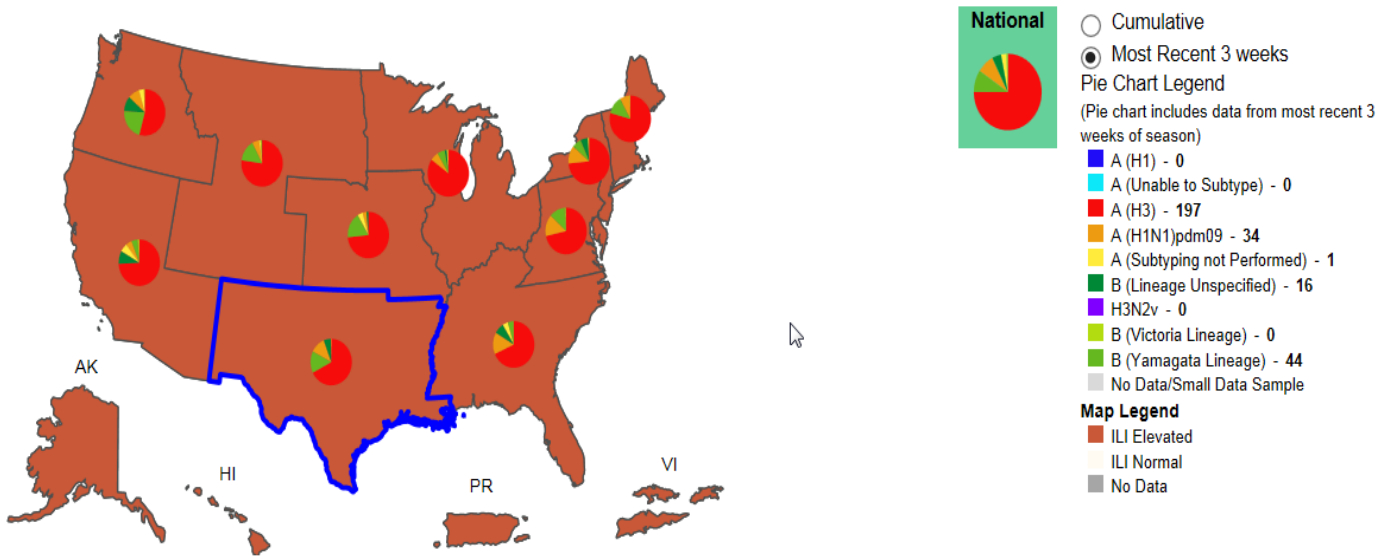 National
Cumulative
Most Recent 3 weeks
Pie Chart Legend
(Pie chart includes data from most recent 3
weeks of season)
A (H1) - 0
A (Unable to Subtype) - 0
A (H3) - 197
A (H1N1)pdm09 - 34
A (Subtyping not Performed) - 1
B (Lineage Unspecified) - 16
H3N2v - 0
B (Victoria Lineage) - 0
B (Yamagata Lineage) - 44
No Data/Small Data Sample
Map Legend
ILI Elevated
ILI Normal
No Data
AK
HI
PR
VI